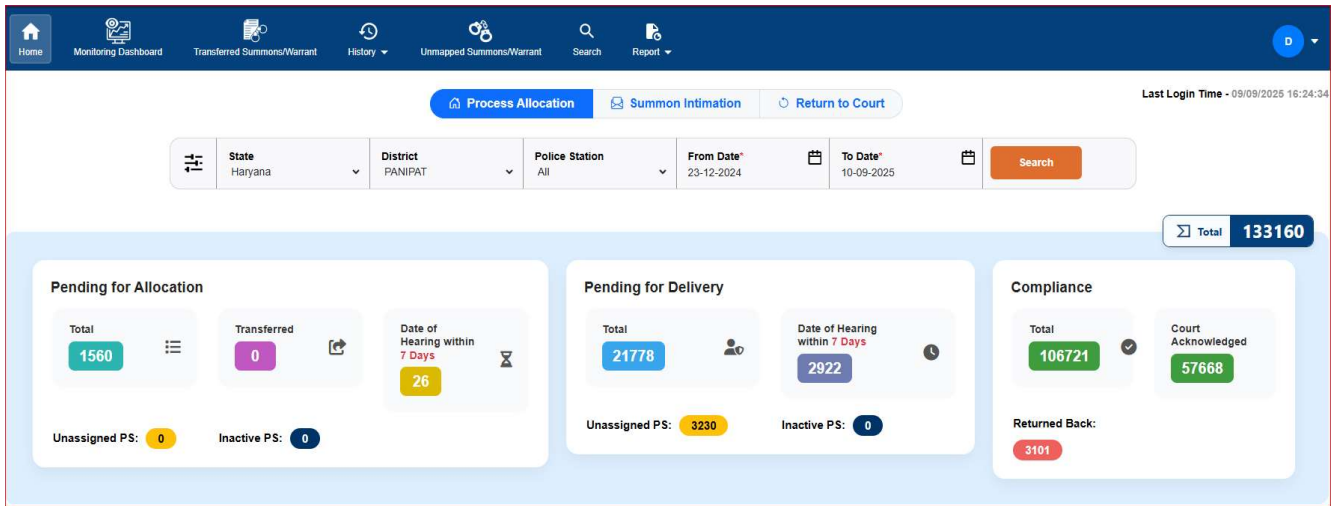 Home
Monitoring Dashboard
Transferred Summons/Warrant
History
Unmapped Summons/Warrant
Search
Report
D
Process Allocation
Summon Intimation
Return to Court
Last Login Time - 09/09/2025 16:24:34
State
Haryana
District
PANIPAT
Police Station
All
From Date*
23-12-2024
To Date*
10-09-2025
Search
Total 133160
Pending for Allocation
Total
1560
Transferred
0
Date of
Hearing within
7 Days
26
Unassigned PS: 0
Inactive PS: 0
Pending for Delivery
Total
21778
Date of Hearing
within 7 Days
2922
Unassigned PS: 3230
Inactive PS: 0
Compliance
Total
106721
Court
Acknowledged
57668
Returned Back:
3101